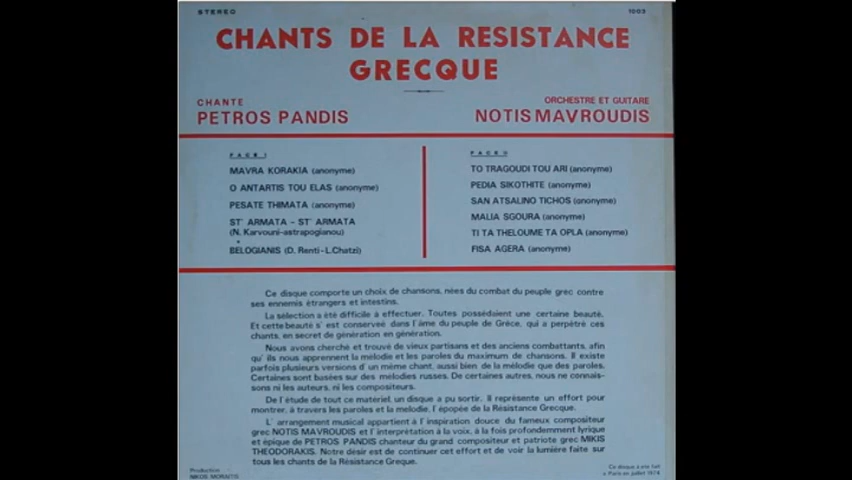 STEREO 1003
CHANTS DE LA RESISTANCE
GRECQUE
CHANTE
PETROS PANDIS
ORCHESTRE ET GUITARE
NOTIS MAVROUDIS
FACE I
MAVRA KORAKIA (anonyme)
O ANTARTIS TOU ELAS (anonyme)
PESATE THIMATA (anonyme)
ST' ARMATA – ST' ARMATA
(N. Karvouni-astrapogianou)
BELOGIANIS (D. Renti - L.Chatzi)
FACE II
TO TRAGOUDI TOU ARI (anonyme)
PEDIA SIKOTHITE (anonyme)
SAN ATSALINO TICHOS (anonyme)
MALIA SGOURA (anonyme)
TI TA THELOUME TA OPLA (anonyme)
FISA AGERA (anonyme)
Ce disque comporte un choix de chansons, nées du combat du peuple grec contre
ses ennemis étrangers et intestins.
La sélection a été difficile à effectuer. Toutes possédaient une certaine beauté.
Et cette beauté s' est conservée dans l'âme du peuple de Grèce, qui a perpétré ces
chants, en secret de génération en génération.
Nous avons cherché et trouvé de vieux partisans et des anciens combattants, afin
qu' ils nous apprennent la mélodie et les paroles du maximum de chansons. Il existe
parfois plusieurs versions d' un même chant, aussi bien de la mélodie que des paroles.
Certaines sont basées sur des mélodies russes. De certaines autres, nous ne connais-
sons ni les auteurs, ni les compositeurs.
De l'étude de tout ce matériel, un disque a pu sortir. Il représente un effort pour
montrer, à travers les paroles et la melodie, l'épopée de la Résistance Grecque.
L' arrangement musical appartient à l' inspiration douce du fameux compositeur
grec NOTIS MAVROUDIS et l'interprétation à la voix, à la fois profondement lyrique
et épique de PETROS PANDIS chanteur du grand compositeur et patriote grec MIKIS
THEODORAKIS. Notre désir est de continuer cet effort et de voir la lumière faite sur
tous les chants de la Résistance Greque.
Production
NIKOS MORAITIS
Ce disque a été fait
à Paris en juillet 1974